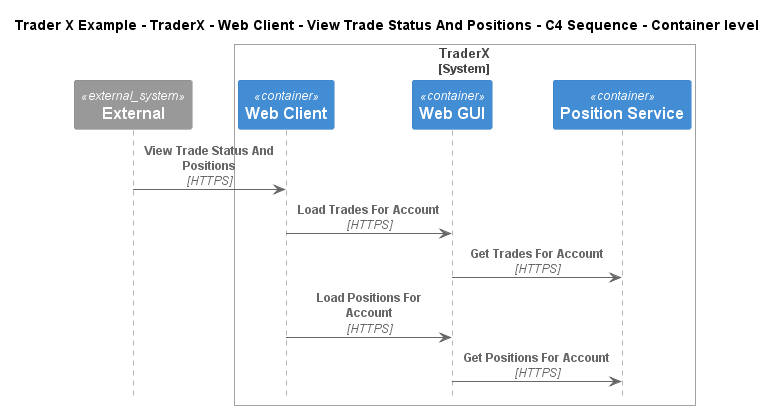 Trader X Example - TraderX - Web Client - View Trade Status And Positions - C4 Sequence - Container level
TraderX
[System]
«external_system»
External
«container»
Web Client
«container»
Web GUI
«container»
Position Service
View Trade Status And
Positions
[HTTPS]
Load Trades For Account
[HTTPS]
Get Trades For Account
[HTTPS]
Load Positions For
Account
[HTTPS]
Get Positions For Account
[HTTPS]